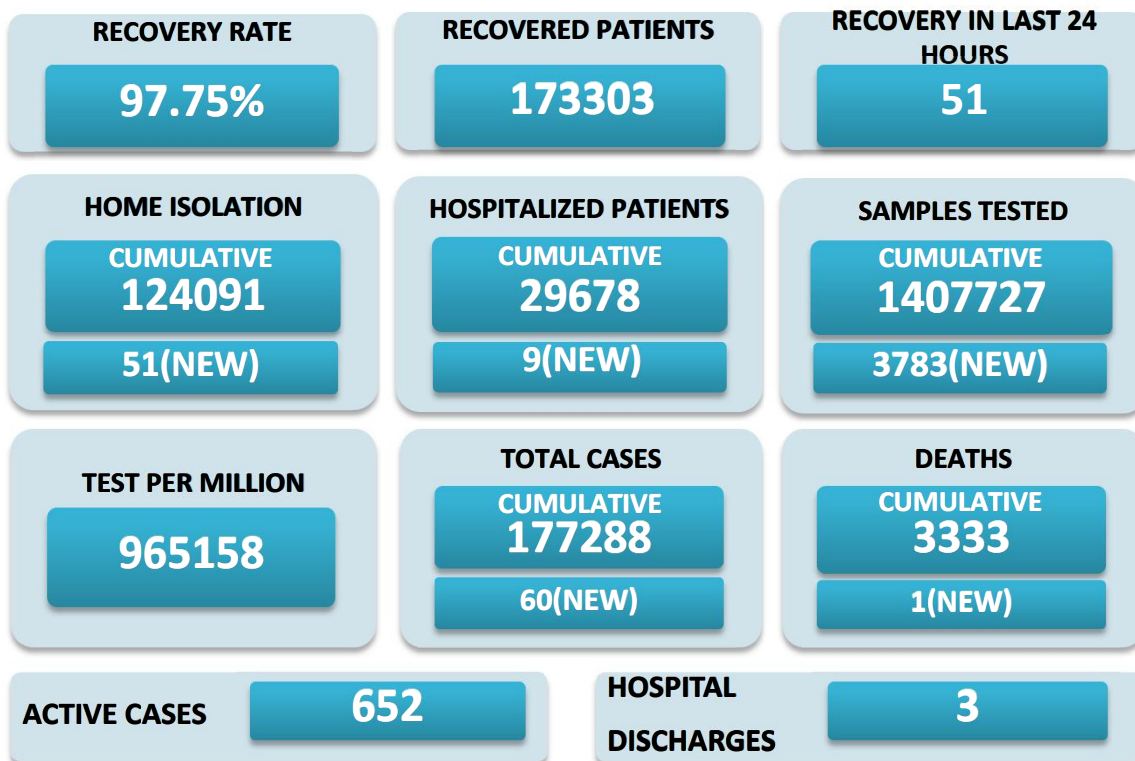 RECOVERY RATE
97.75%
RECOVERED PATIENTS
173303
RECOVERY IN LAST 24
HOURS
51
HOME ISOLATION
CUMULATIVE
124091
51(NEW)
HOSPITALIZED PATIENTS
CUMULATIVE
29678
9(NEW)
SAMPLES TESTED
CUMULATIVE
1407727
3783(NEW)
TEST PER MILLION
965158
TOTAL CASES
CUMULATIVE
177288
60(NEW)
DEATHS
CUMULATIVE
3333
1(NEW)
ACTIVE CASES
652
HOSPITAL
DISCHARGES
3